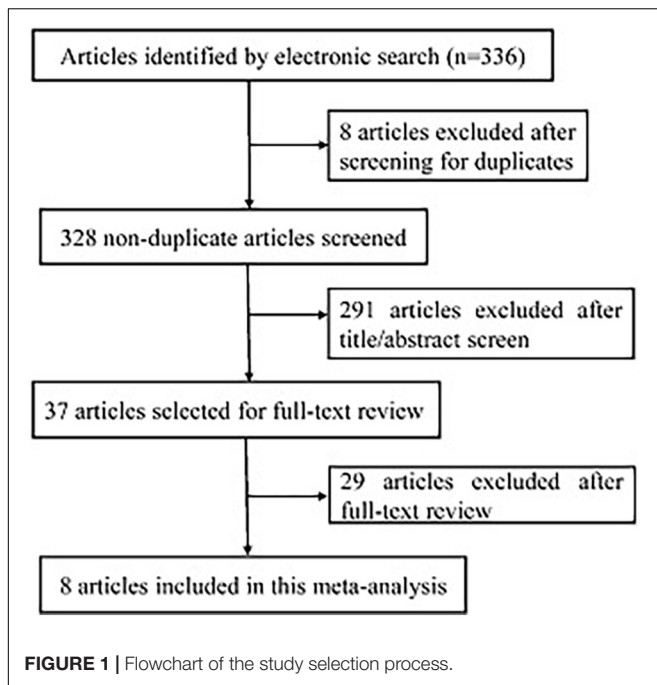 Articles identified by electronic search (n=336)
8 articles excluded after
screening for duplicates
328 non-duplicate articles screened
291 articles excluded after
title/abstract screen
37 articles selected for full-text review
29 articles excluded after
full-text review
8 articles included in this meta-analysis
FIGURE 1 | Flowchart of the study selection process.